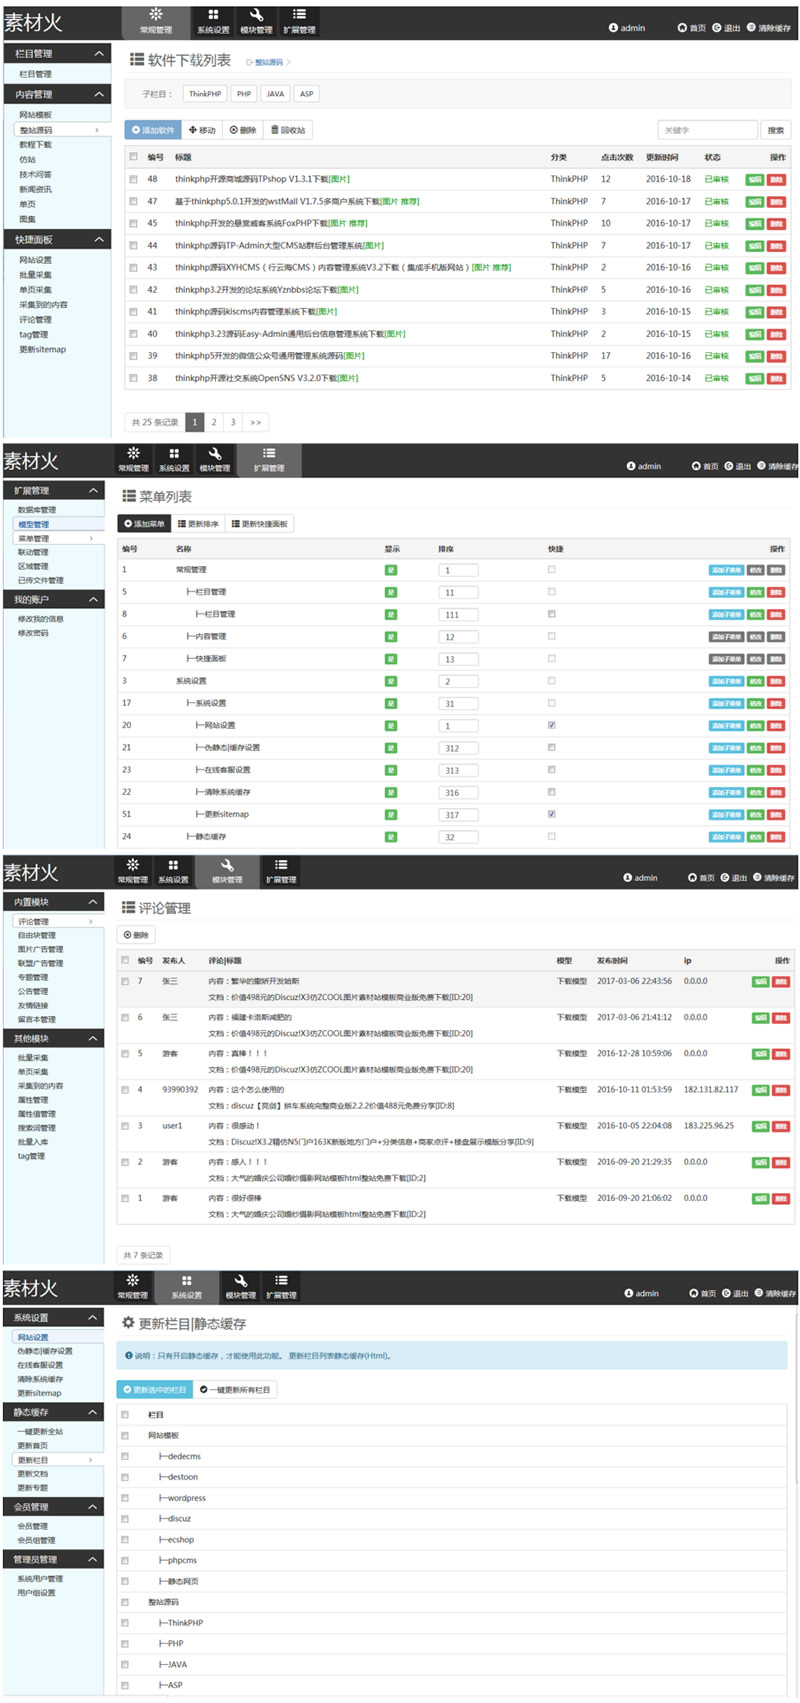 素材火
常规管理 系统设置 模块管理 扩展管理
admin 首页 退出 清除缓存
栏目管理
栏目管理
内容管理
网站模板
整站源码
教程下载
仿站
技术问答
新闻资讯
单页
图集
快捷面板
网站设置
批量采集
单页采集
采集到的内容
评论管理
tag管理
更新sitemap
软件下载列表 整站源码
子栏目： ThinkPHP PHP JAVA ASP
添加软件 移动 删除 回收站 关键字 搜索
编号 标题 分类 点击次数 更新时间 状态 操作
48 thinkphp开源商城源码TPshop V1.3.1下载[图片] ThinkPHP 12 2016-10-18 已审核 编辑 删除
47 基于thinkphp5.0.1开发的wstMall V1.7.5多商户系统下载[图片 推荐] ThinkPHP 7 2016-10-17 已审核 编辑 删除
45 thinkphp开发的悬赏威客系统FoxPHP下载[图片 推荐] ThinkPHP 10 2016-10-17 已审核 编辑 删除
44 thinkphp源码TP-Admin大型CMS站群后台管理系统[图片] ThinkPHP 7 2016-10-17 已审核 编辑 删除
43 thinkphp源码XYHCMS（行云海CMS）内容管理系统V3.2下载（集成手机版网站）[图片 推荐] ThinkPHP 2 2016-10-16 已审核 编辑 删除
42 thinkphp3.2开发的论坛系统Yznbbs论坛下载[图片] ThinkPHP 5 2016-10-16 已审核 编辑 删除
41 thinkphp源码kiscms内容管理系统下载[图片] ThinkPHP 3 2016-10-15 已审核 编辑 删除
40 thinkphp3.23源码Easy-Admin通用后台信息管理系统下载[图片] ThinkPHP 2 2016-10-15 已审核 编辑 删除
39 thinkphp5开发的微信公众号通用管理系统源码[图片] ThinkPHP 17 2016-10-16 已审核 编辑 删除
38 thinkphp开源社交系统OpenSNS V3.2.0下载[图片] ThinkPHP 5 2016-10-14 已审核 编辑 删除
共 25 条记录 1 2 3 >>
素材火
常规管理 系统设置 模块管理 扩展管理
admin 首页 退出 清除缓存
扩展管理
数据库管理
模型管理
菜单管理
联动管理
区域管理
已传文件管理
我的账户
修改我的信息
修改密码
菜单列表
添加菜单 更新排序 更新快捷面板
编号 名称 显示 排序 快捷 操作
1 常规管理 是 1 添加子菜单 修改 删除
5 ├─栏目管理 是 11 添加子菜单 修改 删除
8 ├─栏目管理 是 111 添加子菜单 修改 删除
6 ├─内容管理 是 12 添加子菜单 修改 删除
7 ├─快捷面板 是 13 添加子菜单 修改 删除
3 系统设置 是 2 添加子菜单 修改 删除
17 ├─系统设置 是 31 添加子菜单 修改 删除
20 ├─网站设置 是 1 添加子菜单 修改 删除
21 ├─伪静态|缓存设置 是 312 添加子菜单 修改 删除
23 ├─在线客服设置 是 313 添加子菜单 修改 删除
22 ├─清除系统缓存 是 316 添加子菜单 修改 删除
51 ├─更新sitemap 是 317 添加子菜单 修改 删除
24 ├─静态缓存 是 32 添加子菜单 修改 删除
素材火
常规管理 系统设置 模块管理 扩展管理
admin 首页 退出 清除缓存
内置模块
评论管理
自由块管理
图片广告管理
联盟广告管理
专题管理
公告管理
友情链接
留言本管理
其他模块
批量采集
单页采集
采集到的内容
属性管理
属性值管理
搜索词管理
批量入库
tag管理
评论管理
删除
编号 发布人 评论|标题 模型 发布时间 ip 操作
7 张三 内容：繁华的撤娇开发哈斯 下载模型 2017-03-06 22:43:56 0.0.0.0 编辑 删除
文档：价值498元的Discuz!X3仿ZCOOL图片素材站模板商业版免费下载[ID:20]
6 张三 内容：福建卡洛斯减肥的 下载模型 2017-03-06 21:41:12 0.0.0.0 编辑 删除
文档：价值498元的Discuz!X3仿ZCOOL图片素材站模板商业版免费下载[ID:20]
5 游客 内容：真棒！！！ 下载模型 2016-12-28 10:59:06 0.0.0.0 编辑 删除
文档：价值498元的Discuz!X3仿ZCOOL图片素材站模板商业版免费下载[ID:20]
4 93990392 内容：这个怎么使用的 下载模型 2016-10-11 01:53:59 182.131.82.117 编辑 删除
文档：discuz【亮剑】拼车系统完整商业版2.2.2价值488元免费分享[ID:8]
3 user1 内容：很感动！ 下载模型 2016-10-05 22:04:08 183.225.96.25 编辑 删除
文档：Discuz!X3.2精仿N5门户163K新版地方门户+分类信息+商家点评+楼盘展示模版分享[ID:9]
2 游客 内容：感人！！！ 下载模型 2016-09-20 21:29:35 0.0.0.0 编辑 删除
文档：大气的婚庆公司婚纱摄影网站模板html整站免费下载[ID:2]
1 游客 内容：很好很棒 下载模型 2016-09-20 21:06:02 0.0.0.0 编辑 删除
文档：大气的婚庆公司婚纱摄影网站模板html整站免费下载[ID:2]
共 7 条记录
素材火
常规管理 系统设置 模块管理 扩展管理
admin 首页 退出 清除缓存
系统设置
网站设置
伪静态|缓存设置
在线客服设置
清除系统缓存
更新sitemap
静态缓存
一键更新全站
更新首页
更新栏目
更新文档
更新专题
会员管理
会员管理
会员组管理
管理员管理
系统用户管理
用户组设置
更新栏目|静态缓存
说明：只有开启静态缓存，才能使用此功能。 更新栏目列表静态缓存(Html)。
更新选中的栏目 一键更新所有栏目
栏目
网站模板
├─dedecms
├─destoon
├─wordpress
├─discuz
├─ecshop
├─phpcms
├─静态网页
整站源码
├─ThinkPHP
├─PHP
├─JAVA
├─ASP